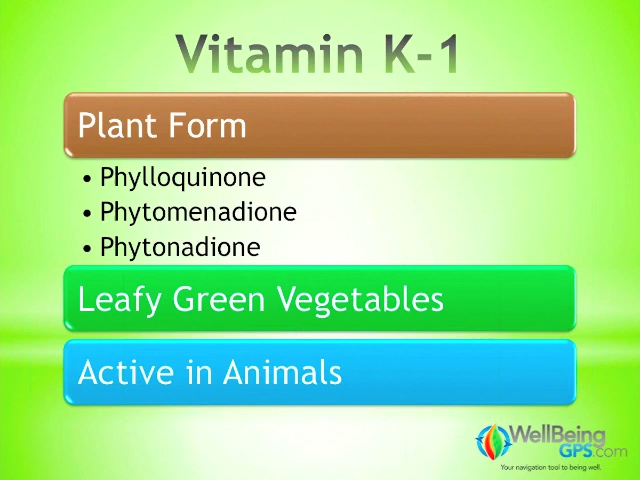 Vitamin K-1
Plant Form
• Phylloquinone
• Phytomenadione
• Phytonadione
Leafy Green Vegetables
Active in Animals
WellBeing
GPS.com
Your navigation tool to being well.